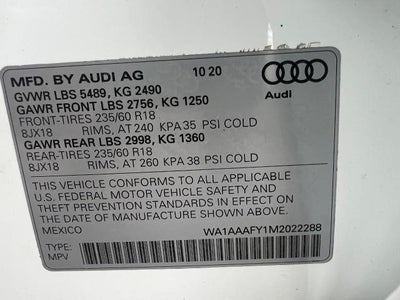 MFD. BY AUDI AG 10 20
GVWR LBS 5489, KG 2490
GAWR FRONT LBS 2756, KG 1250
FRONT-TIRES 235/60 R18
8JX18 RIMS, AT 240 KPA 35 PSI COLD
GAWR REAR LBS 2998, KG 1360
REAR-TIRES 235/60 R18
8JX18 RIMS, AT 260 KPA 38 PSI COLD
Audi
THIS VEHICLE CONFORMS TO ALL APPLICABLE
U.S. FEDERAL MOTOR VEHICLE SAFETY AND
THEFT PREVENTION STANDARDS IN EFFECT ON
THE DATE OF MANUFACTURE SHOWN ABOVE.
MEXICO WA1AAAFY1M2022288
TYPE:
MPV